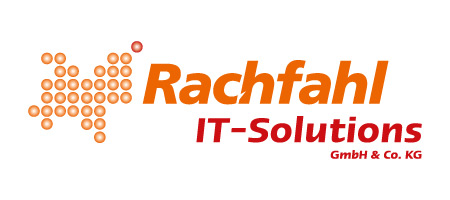 Rachfahl
IT-Solutions
GmbH & Co. KG